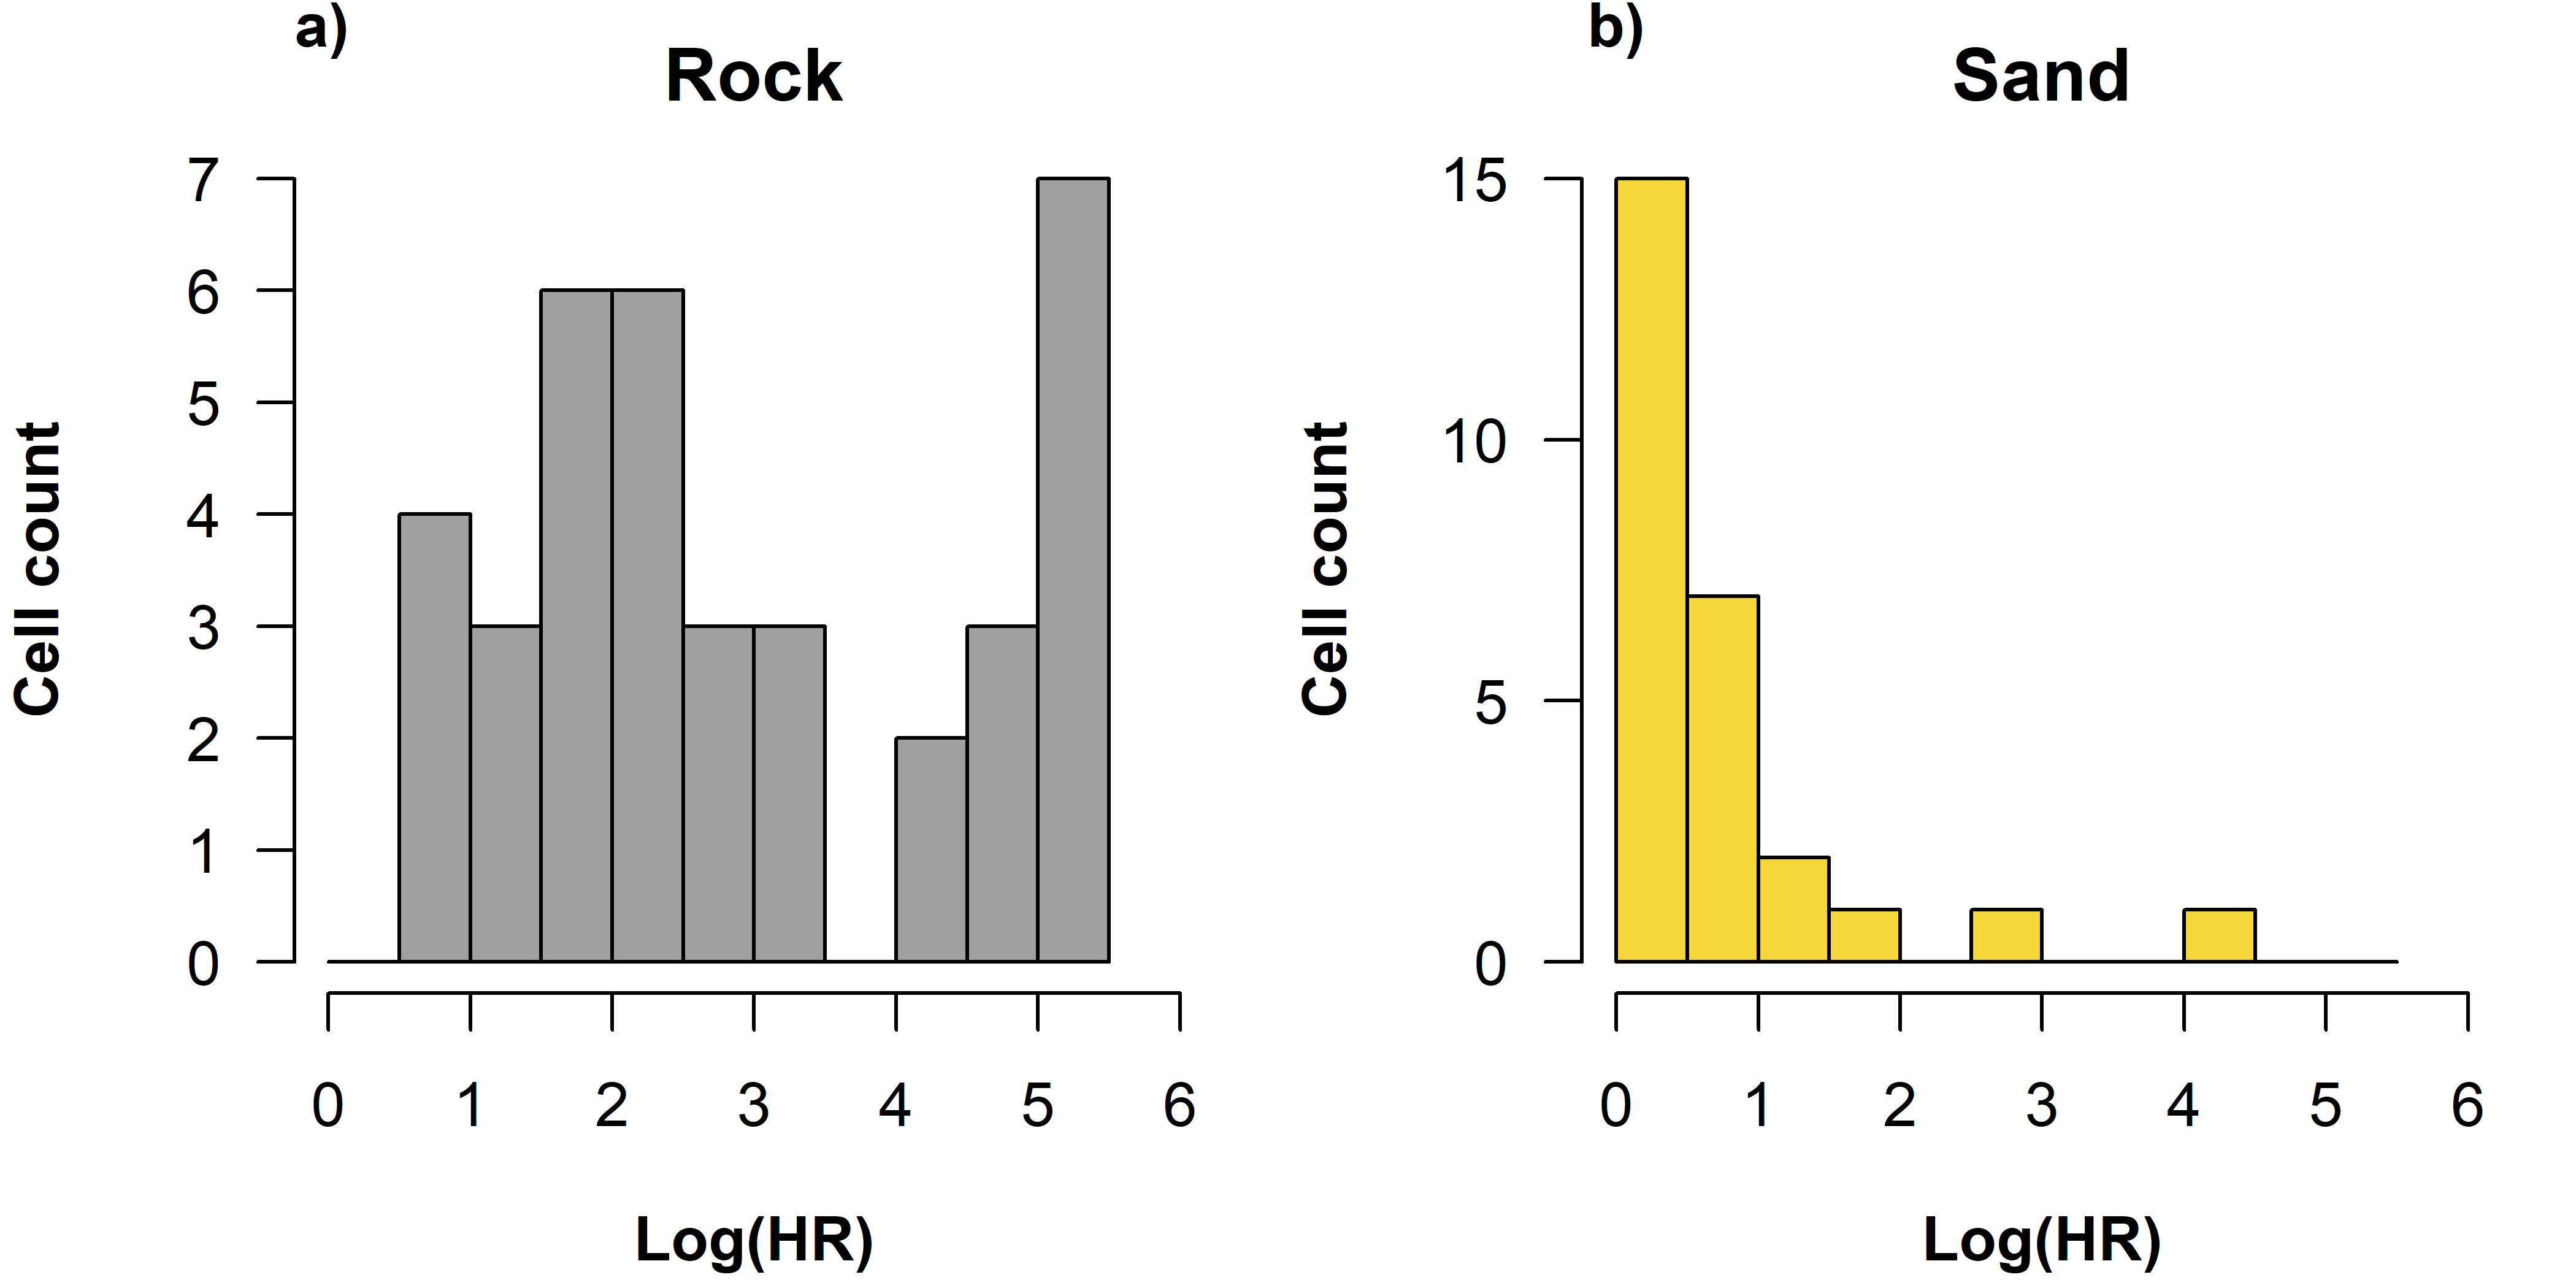 a)
Rock
7
6
5
4
3
2
1
0
Cell count
0 1 2 3 4 5 6
Log(HR)
b)
Sand
15
10
5
0
Cell count
0 1 2 3 4 5 6
Log(HR)